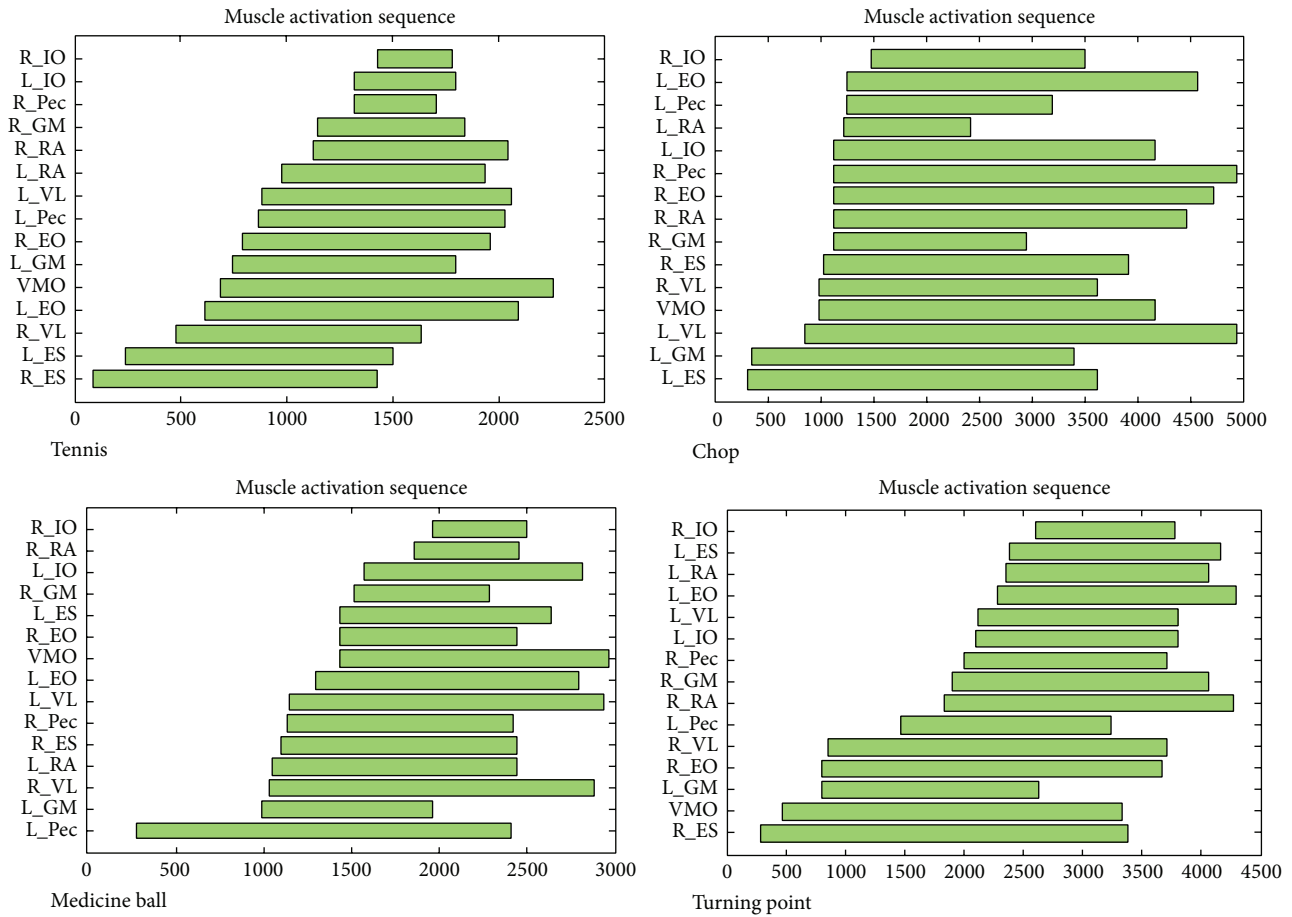 Muscle activation sequence
R_IO
L_IO
R_Pec
R_GM
R_RA
L_RA
L_VL
L_Pec
R_EO
L_GM
VMO
L_EO
R_VL
L_ES
R_ES
0 500 1000 1500 2000 2500
Tennis
Muscle activation sequence
R_IO
L_EO
L_Pec
L_RA
L_IO
R_Pec
R_EO
R_RA
R_GM
R_ES
R_VL
VMO
L_VL
L_GM
L_ES
0 500 1000 1500 2000 2500 3000 3500 4000 4500 5000
Chop
Muscle activation sequence
R_IO
R_RA
L_IO
R_GM
L_ES
R_EO
VMO
L_EO
L_VL
R_Pec
R_ES
L_RA
R_VL
L_GM
L_Pec
0 500 1000 1500 2000 2500 3000
Medicine ball
Muscle activation sequence
R_IO
L_ES
L_RA
L_EO
L_VL
L_IO
R_Pec
R_GM
R_RA
L_Pec
R_VL
R_EO
L_GM
VMO
R_ES
0 500 1000 1500 2000 2500 3000 3500 4000 4500
Turning point